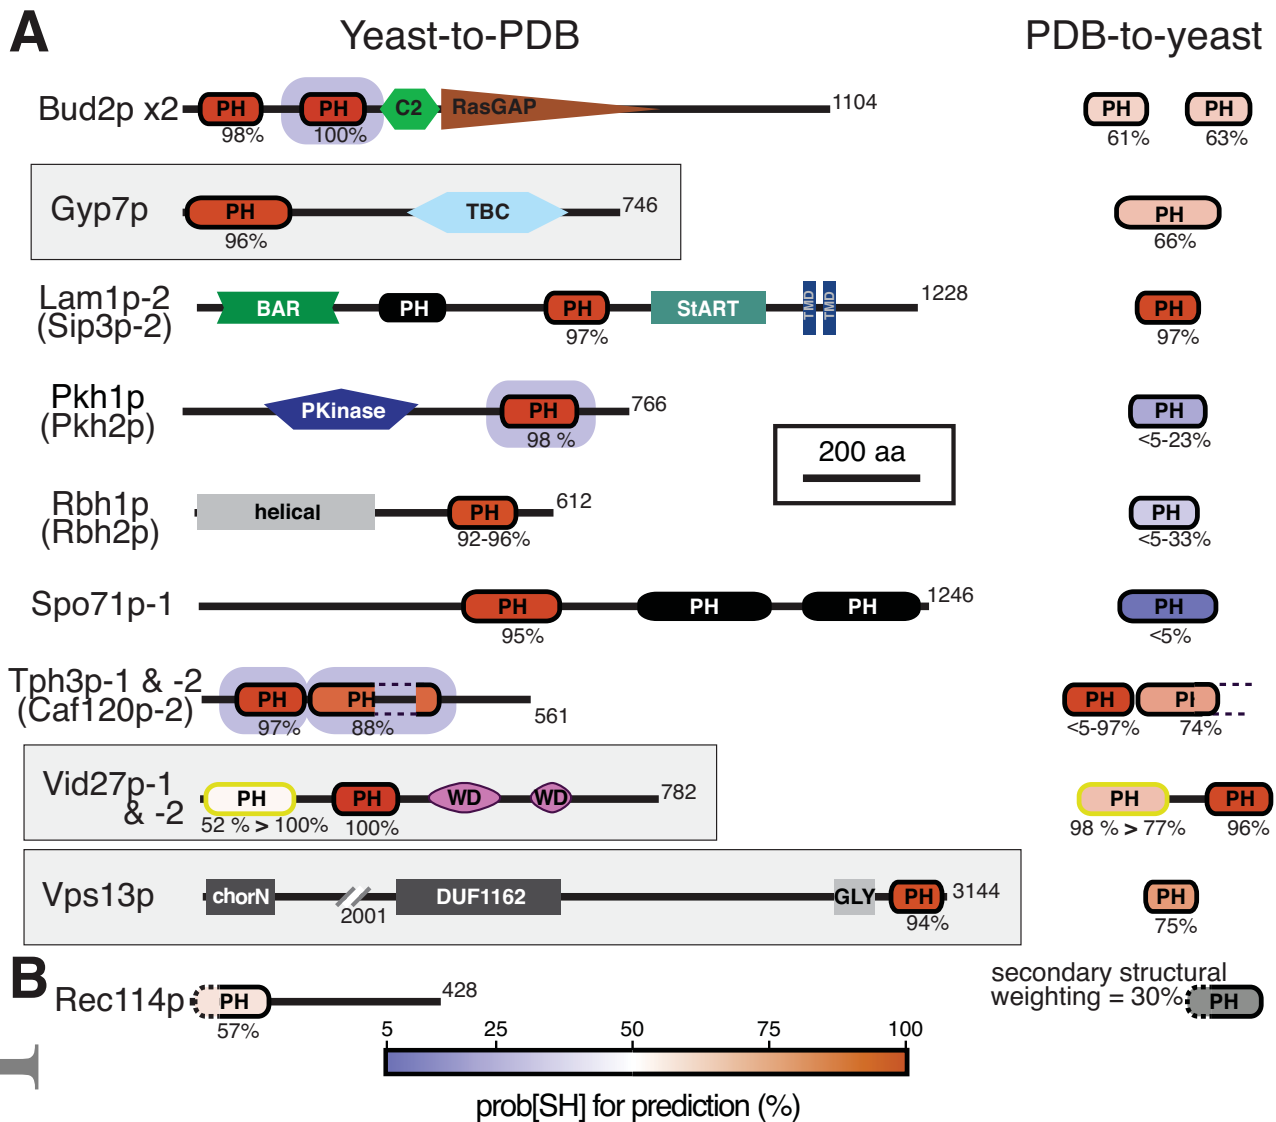 A
Yeast-to-PDB
PDB-to-yeast
Bud2p x2
PH
PH
C2
RasGAP
1104
98%
100%
PH
PH
61%
63%
Gyp7p
PH
TBC
746
96%
PH
66%
Lam1p-2
(Sip3p-2)
BAR
PH
PH
StART
TMD
TMD
1228
97%
PH
97%
Pkh1p
(Pkh2p)
PKinase
PH
766
98 %
PH
<5-23%
200 aa
Rbh1p
(Rbh2p)
helical
PH
612
92-96%
PH
<5-33%
Spo71p-1
PH
PH
PH
1246
95%
PH
<5%
Tph3p-1 & -2
(Caf120p-2)
PH
PH
561
97%
88%
PH
PH
<5-97%
74%
Vid27p-1
& -2
PH
PH
WD
WD
782
52 % > 100%
100%
PH
PH
98 % > 77%
96%
Vps13p
chorN
2001
DUF1162
GLY
PH
3144
94%
PH
75%
B
Rec114p
PH
428
57%
secondary structural
weighting = 30%
PH
5
25
50
75
100
prob[SH] for prediction (%)